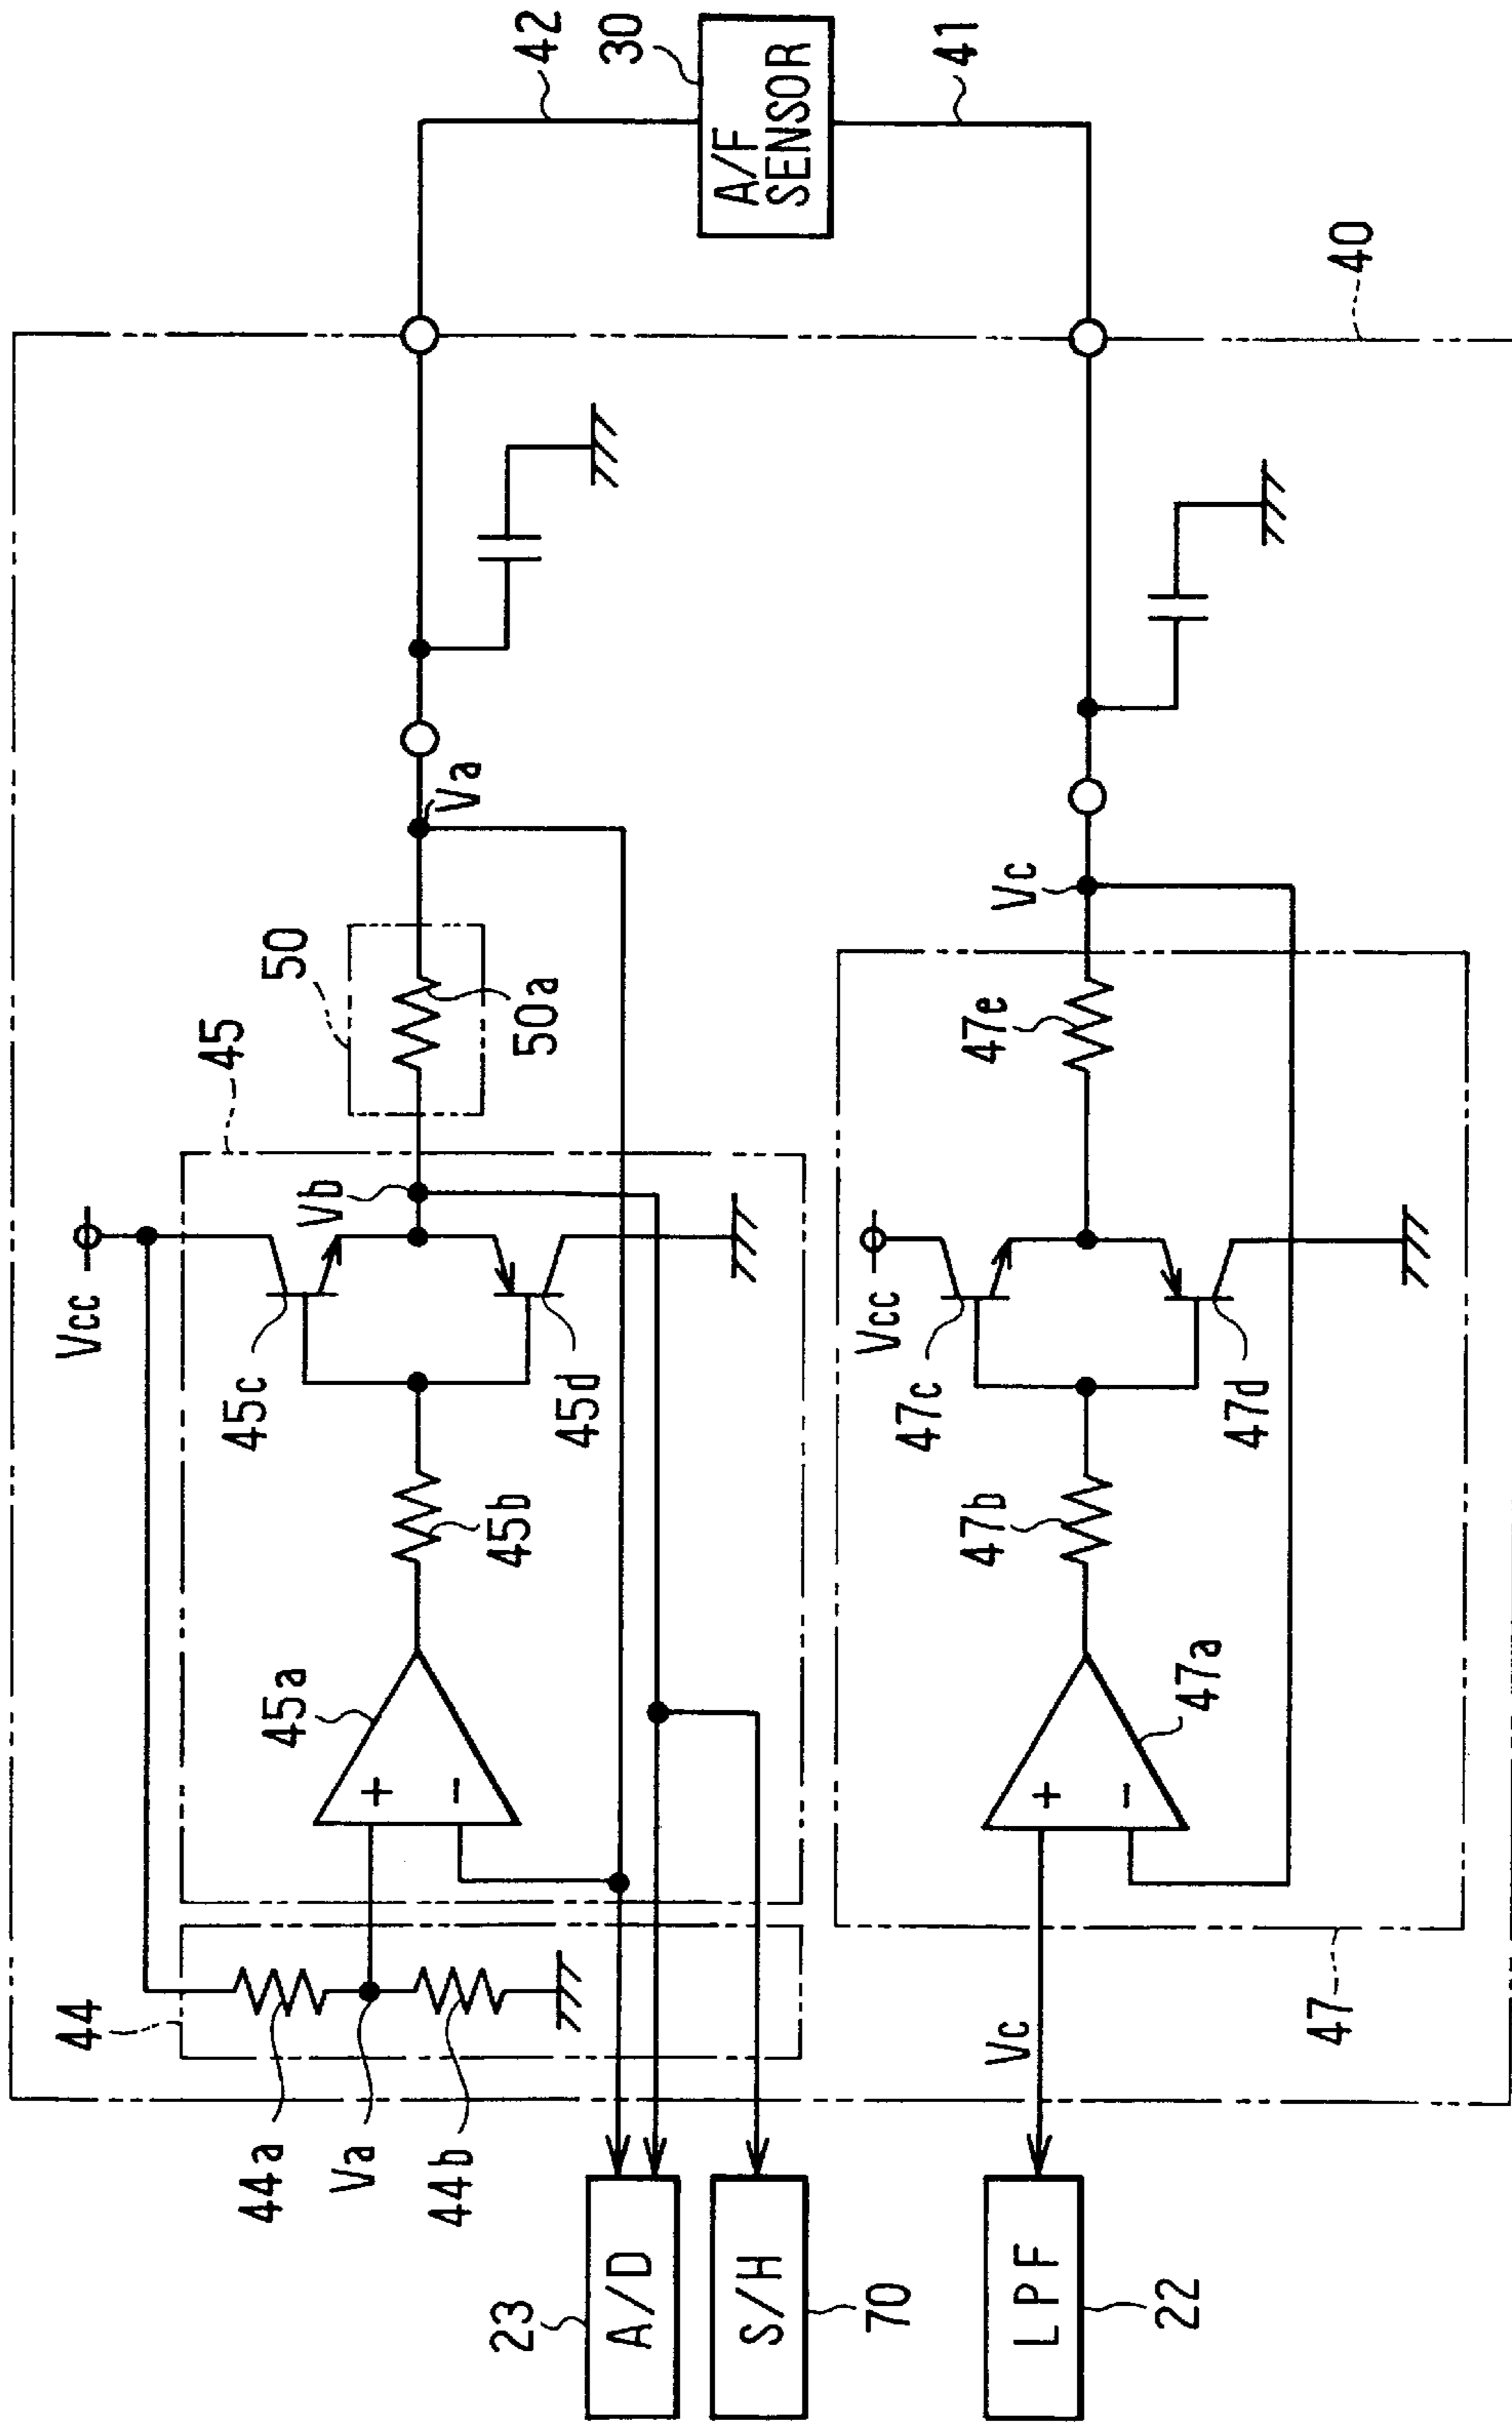 42
30
A/F
SENSOR
41
40
Va
Vc
50
50a
47e
45
Vb
Vcc
Vcc
45c
45d
47c
47d
45b
47b
45a
+
−
47a
+
−
44
44a
Va
44b
Vc
47
23
A/D
S/H
70
LPF
22